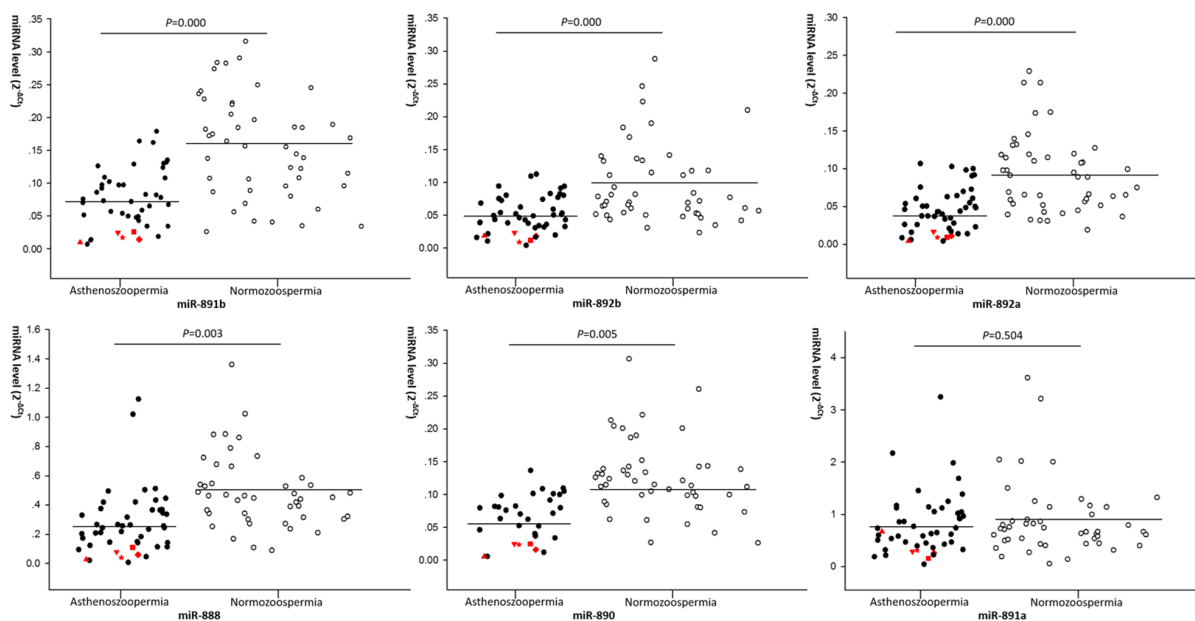 miRNA level (2^-ΔCt)
P=0.000
.35
.30
.25
.20
.15
.10
.05
0.00
Asthenoszoopermia Normozoospermia
miR-891b
miRNA level (2^-ΔCt)
P=0.000
.35
.30
.25
.20
.15
.10
.05
0.00
Asthenoszoopermia Normozoospermia
miR-892b
miRNA level (2^-ΔCt)
P=0.000
.30
.25
.20
.15
.10
.05
0.00
Asthenoszoopermia Normozoospermia
miR-892a
miRNA level (2^-ΔCt)
P=0.003
1.6
1.4
1.2
1.0
.8
.6
.4
.2
0.0
Asthenoszoopermia Normozoospermia
miR-888
miRNA level (2^-ΔCt)
P=0.005
.35
.30
.25
.20
.15
.10
.05
0.00
Asthenoszoopermia Normozoospermia
miR-890
miRNA level (2^-ΔCt)
P=0.504
4
3
2
1
0
Asthenoszoopermia Normozoospermia
miR-891a